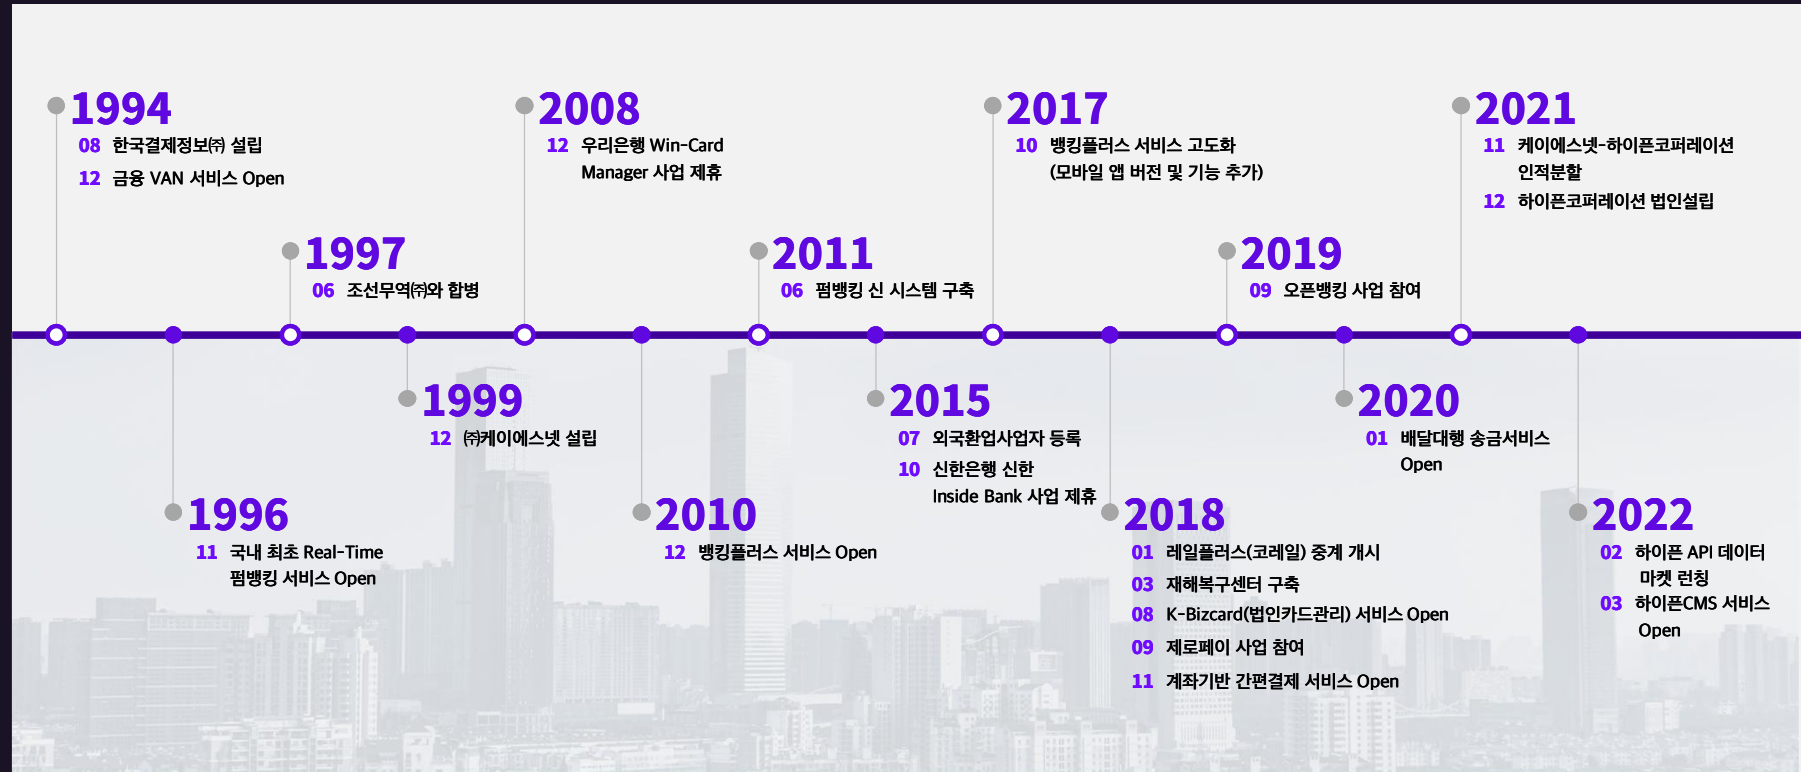 1994
08 한국결제정보㈜ 설립
12 금융 VAN 서비스 Open
1996
11 국내 최초 Real-Time
펌뱅킹 서비스 Open
1997
06 조선무역㈜와 합병
1999
12 ㈜케이에스넷 설립
2008
12 우리은행 Win-Card
Manager 사업 제휴
2010
12 뱅킹플러스 서비스 Open
2011
06 펌뱅킹 신 시스템 구축
2015
07 외국환업사업자 등록
10 신한은행 신한
Inside Bank 사업 제휴
2017
10 뱅킹플러스 서비스 고도화
(모바일 앱 버전 및 기능 추가)
2018
01 레일플러스(코레일) 중계 개시
03 재해복구센터 구축
08 K-Bizcard(법인카드관리) 서비스 Open
09 제로페이 사업 참여
11 계좌기반 간편결제 서비스 Open
2019
09 오픈뱅킹 사업 참여
2020
01 배달대행 송금서비스
Open
2021
11 케이에스넷-하이픈코퍼레이션
인적분할
12 하이픈코퍼레이션 법인설립
2022
02 하이픈 API 데이터
마켓 런칭
03 하이픈CMS 서비스
Open